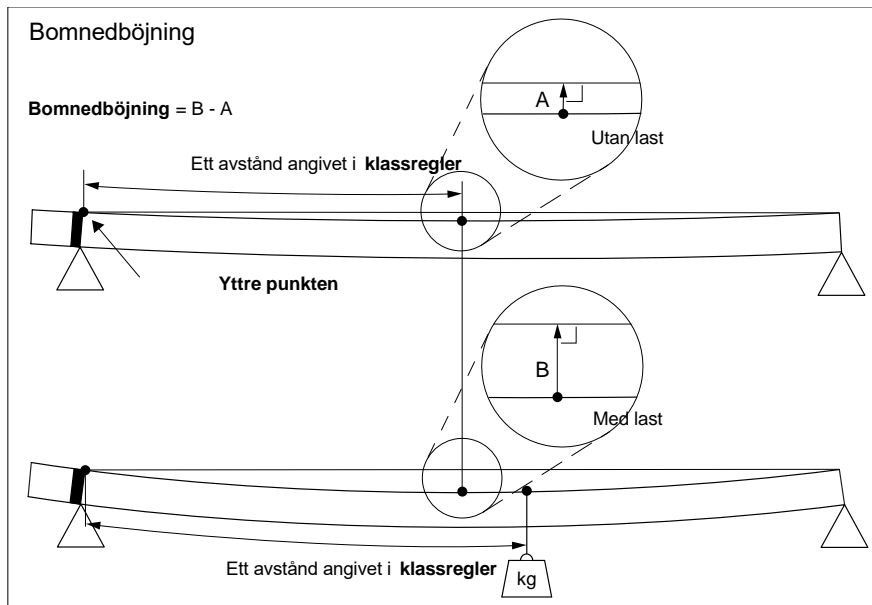 Bomnedböjning
Bomnedböjning = B - A
A
Utan last
Ett avstånd angivet i klassregler
Yttre punkten
B
Med last
Ett avstånd angivet i klassregler
kg